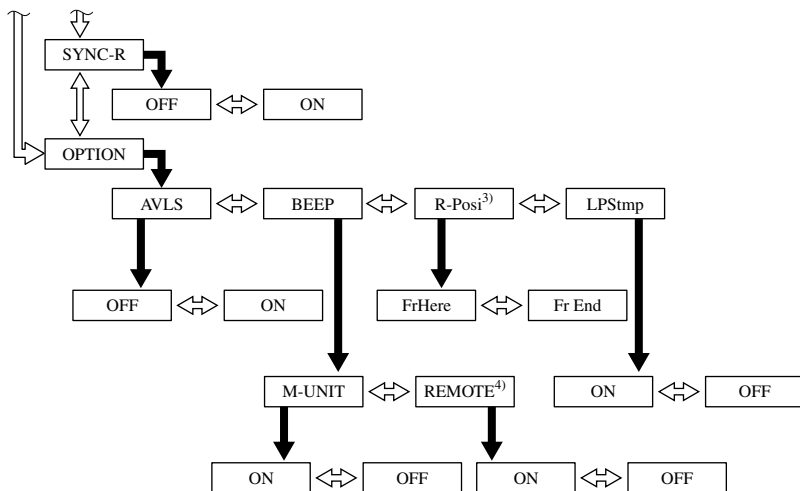 SYNC-R
OFF
ON
OPTION
AVLS
BEEP
R-Posi3)
LPStmp
OFF
ON
FrHere
Fr End
M-UNIT
REMOTE4)
ON
OFF
ON
OFF
ON
OFF